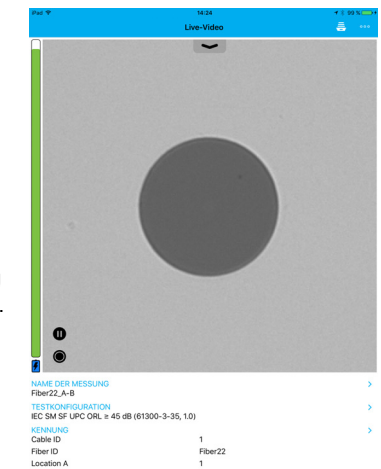 iPad 14:24 99 %
Live-Video
NAME DER MESSUNG
Fiber22_A-B
TESTKONFIGURATION
IEC SM SF UPC ORL ≥ 45 dB (61300-3-35, 1.0)
KENNUNG
Cable ID 1
Fiber ID Fiber22
Location A 1